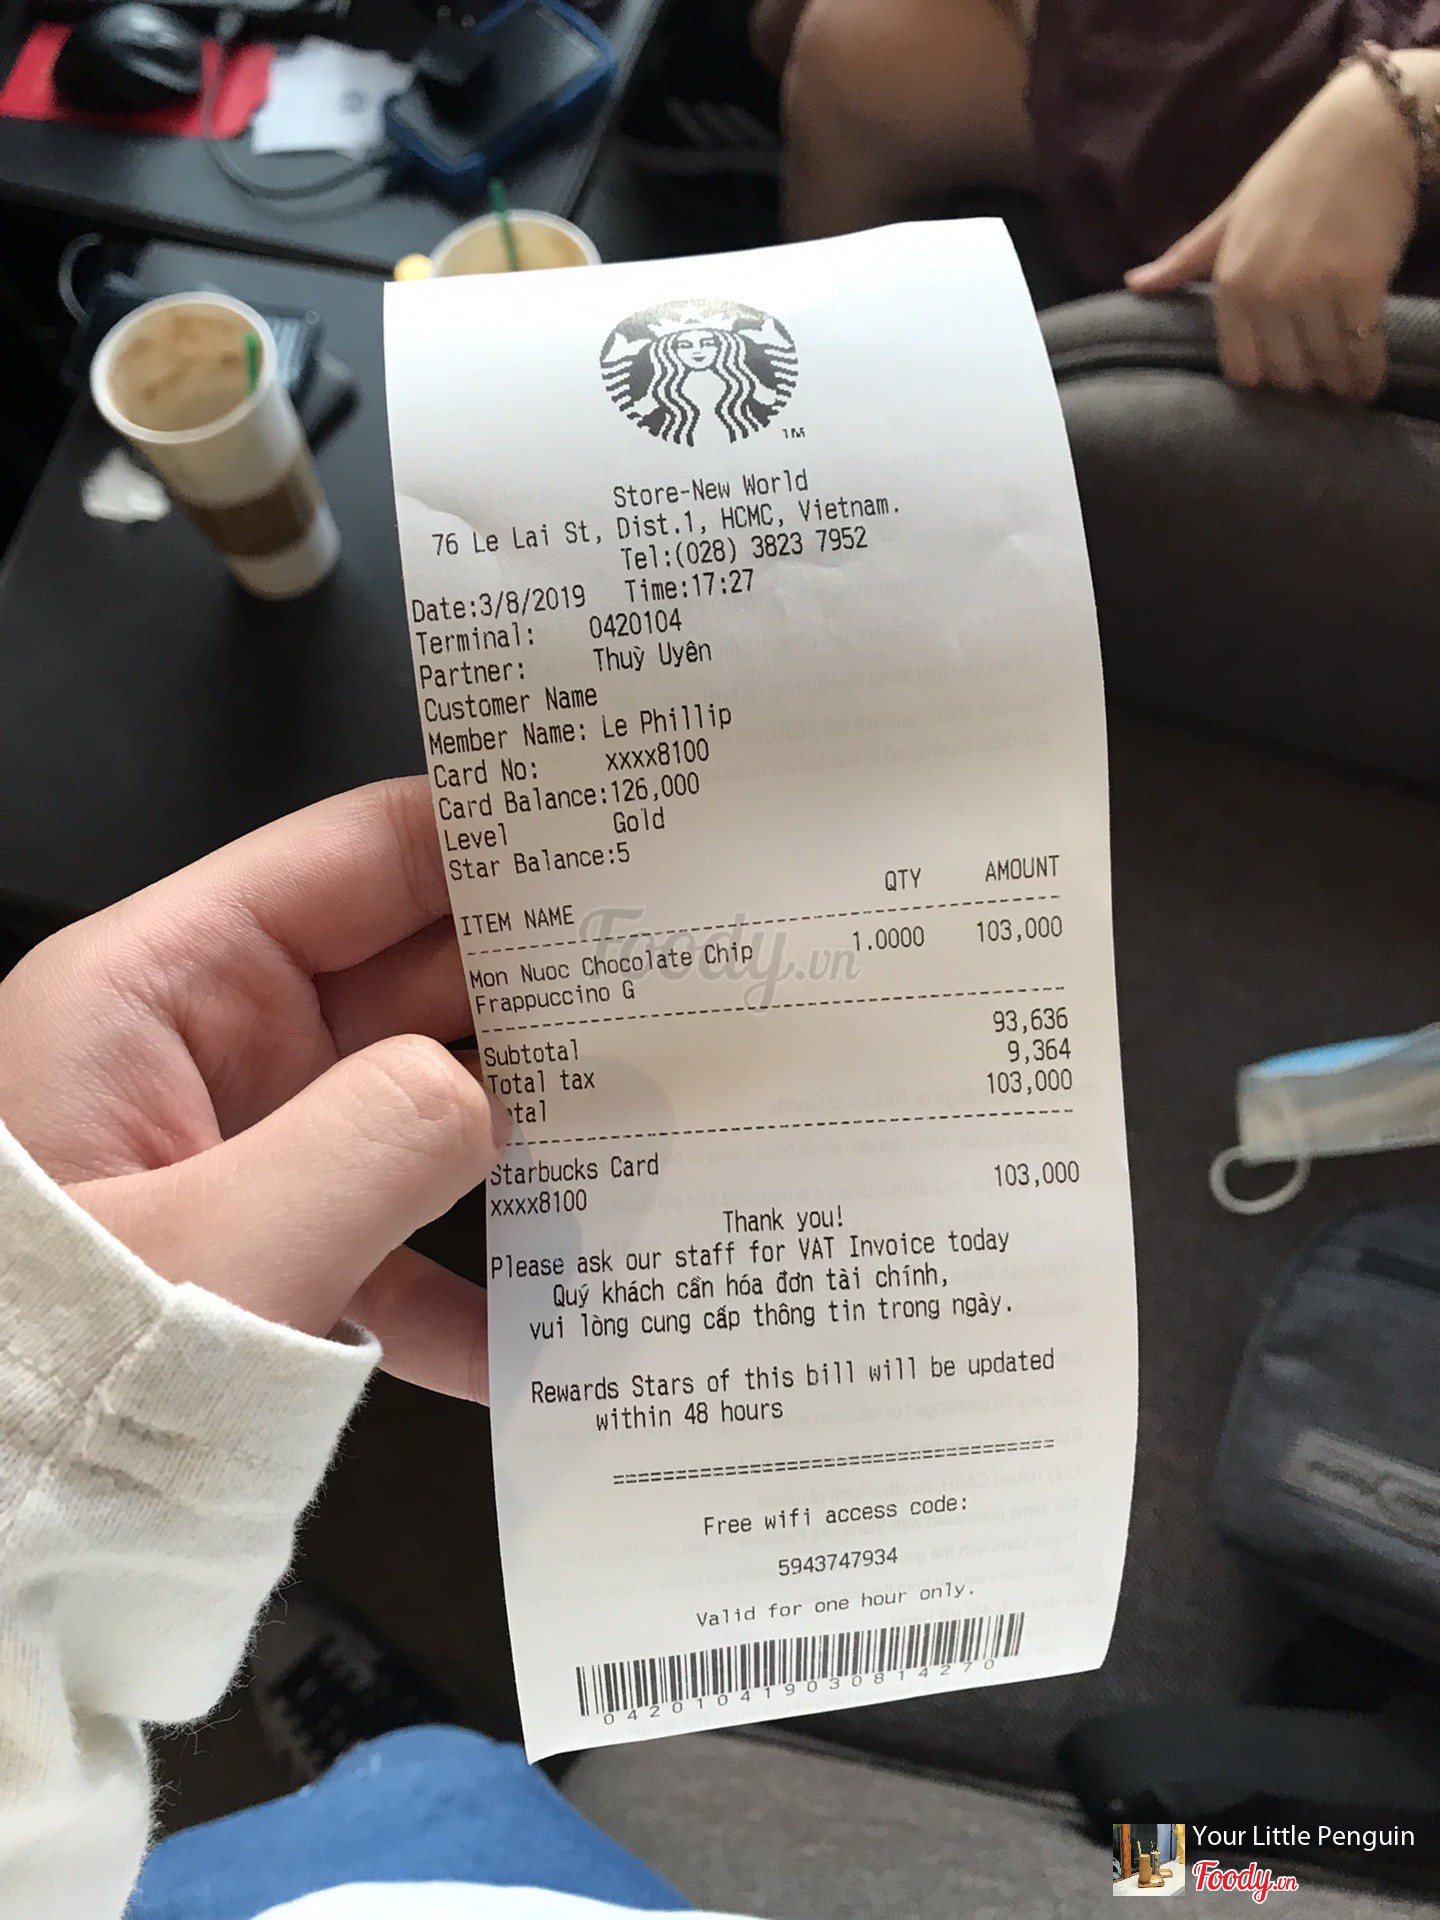 TM
Store-New World
76 Le Lai St, Dist.1, HCMC, Vietnam.
Tel:(028) 3823 7952
Date:3/8/2019 Time:17:27
Terminal: 0420104
Partner: Thuỳ Uyên
Customer Name
Member Name: Le Phillip
Card No: xxxx8100
Card Balance:126,000
Level Gold
Star Balance:5
ITEM NAME QTY AMOUNT
Mon Nuoc Chocolate Chip 1.0000 103,000
Frappuccino G
Foody.vn
Subtotal 93,636
Total tax 9,364
otal 103,000
Starbucks Card 103,000
xxxx8100
Thank you!
Please ask our staff for VAT Invoice today
Quý khách cần hóa đơn tài chính,
vui lòng cung cấp thông tin trong ngày.
Rewards Stars of this bill will be updated
within 48 hours
Free wifi access code:
5943747934
Valid for one hour only.
042010419030814270
Your Little Penguin
Foody.vn